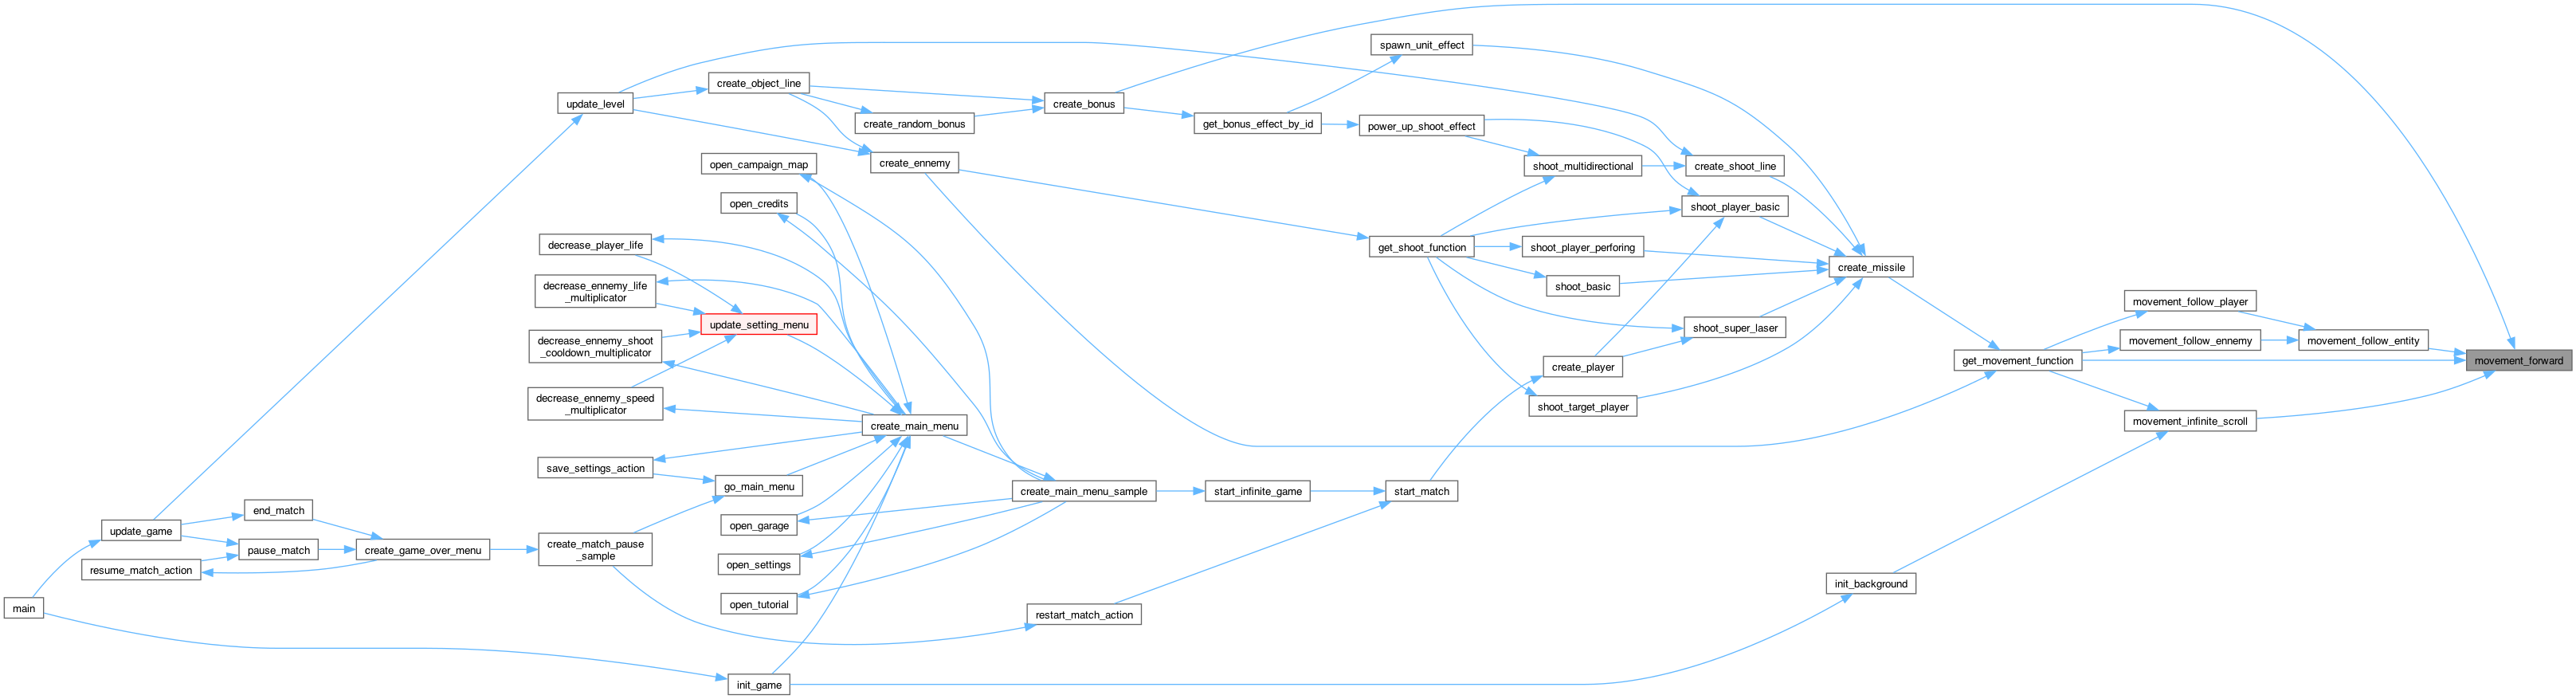 spawn_unit_effect
create_object_line
update_level
create_bonus
create_random_bonus
get_bonus_effect_by_id
power_up_shoot_effect
open_campaign_map
create_ennemy
shoot_multidirectional
create_shoot_line
open_credits
shoot_player_basic
decrease_player_life
get_shoot_function
shoot_player_perforing
create_missile
decrease_ennemy_life
_multiplicator
shoot_basic
movement_follow_player
update_setting_menu
shoot_super_laser
decrease_ennemy_shoot
_cooldown_multiplicator
movement_follow_ennemy
movement_follow_entity
create_player
get_movement_function
movement_forward
decrease_ennemy_speed
_multiplicator
shoot_target_player
create_main_menu
movement_infinite_scroll
save_settings_action
go_main_menu
create_main_menu_sample
start_infinite_game
start_match
end_match
update_game
open_garage
pause_match
create_game_over_menu
create_match_pause
_sample
resume_match_action
open_settings
init_background
main
open_tutorial
restart_match_action
init_game